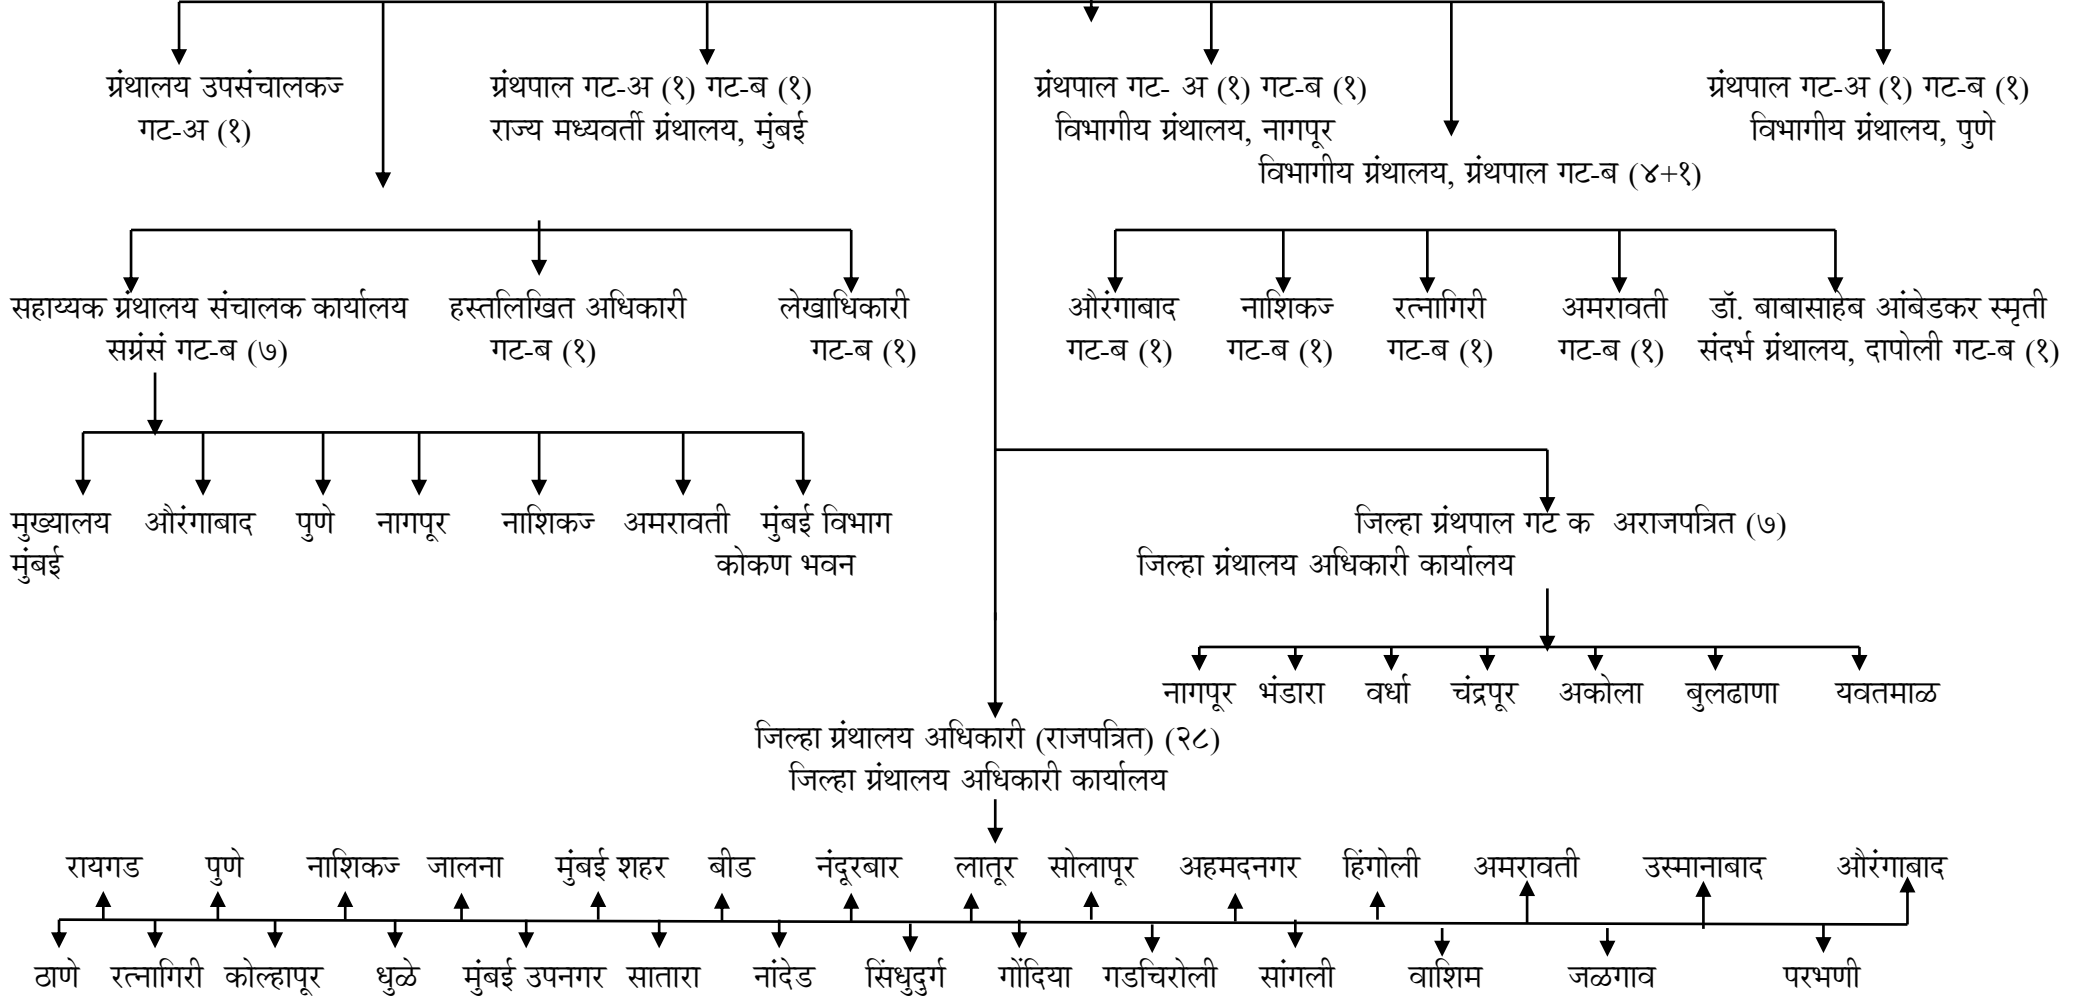 ग्रंथालय उपसंचालकज्
गट-अ (१)
ग्रंथपाल गट-अ (१) गट-ब (१)
राज्य मध्यवर्ती ग्रंथालय, मुंबई
ग्रंथपाल गट- अ (१) गट-ब (१)
विभागीय ग्रंथालय, नागपूर
विभागीय ग्रंथालय, ग्रंथपाल गट-ब (४+१)
ग्रंथपाल गट-अ (१) गट-ब (१)
विभागीय ग्रंथालय, पुणे
सहाय्यक ग्रंथालय संचालक कार्यालय
सग्रंसं गट-ब (७)
हस्तलिखित अधिकारी
गट-ब (१)
लेखाधिकारी
गट-ब (१)
औरंगाबाद
गट-ब (१)
नाशिकज्
गट-ब (१)
रत्नागिरी
गट-ब (१)
अमरावती
गट-ब (१)
डॉ. बाबासाहेब आंबेडकर स्मृती
संदर्भ ग्रंथालय, दापोली गट-ब (१)
मुख्यालय
मुंबई
औरंगाबाद
पुणे
नागपूर
नाशिकज्
अमरावती
मुंबई विभाग
कोकण भवन
जिल्हा ग्रंथपाल गट क अराजपत्रित (७)
जिल्हा ग्रंथालय अधिकारी कार्यालय
नागपूर भंडारा वर्धा चंद्रपूर अकोला बुलढाणा यवतमाळ
जिल्हा ग्रंथालय अधिकारी (राजपत्रित) (२८)
जिल्हा ग्रंथालय अधिकारी कार्यालय
रायगड पुणे नाशिकज् जालना मुंबई शहर बीड नंदूरबार लातूर सोलापूर अहमदनगर हिंगोली अमरावती उस्मानाबाद औरंगाबाद
ठाणे रत्नागिरी कोल्हापूर धुळे मुंबई उपनगर सातारा नांदेड सिंधुदुर्ग गोंदिया गडचिरोली सांगली वाशिम जळगाव परभणी